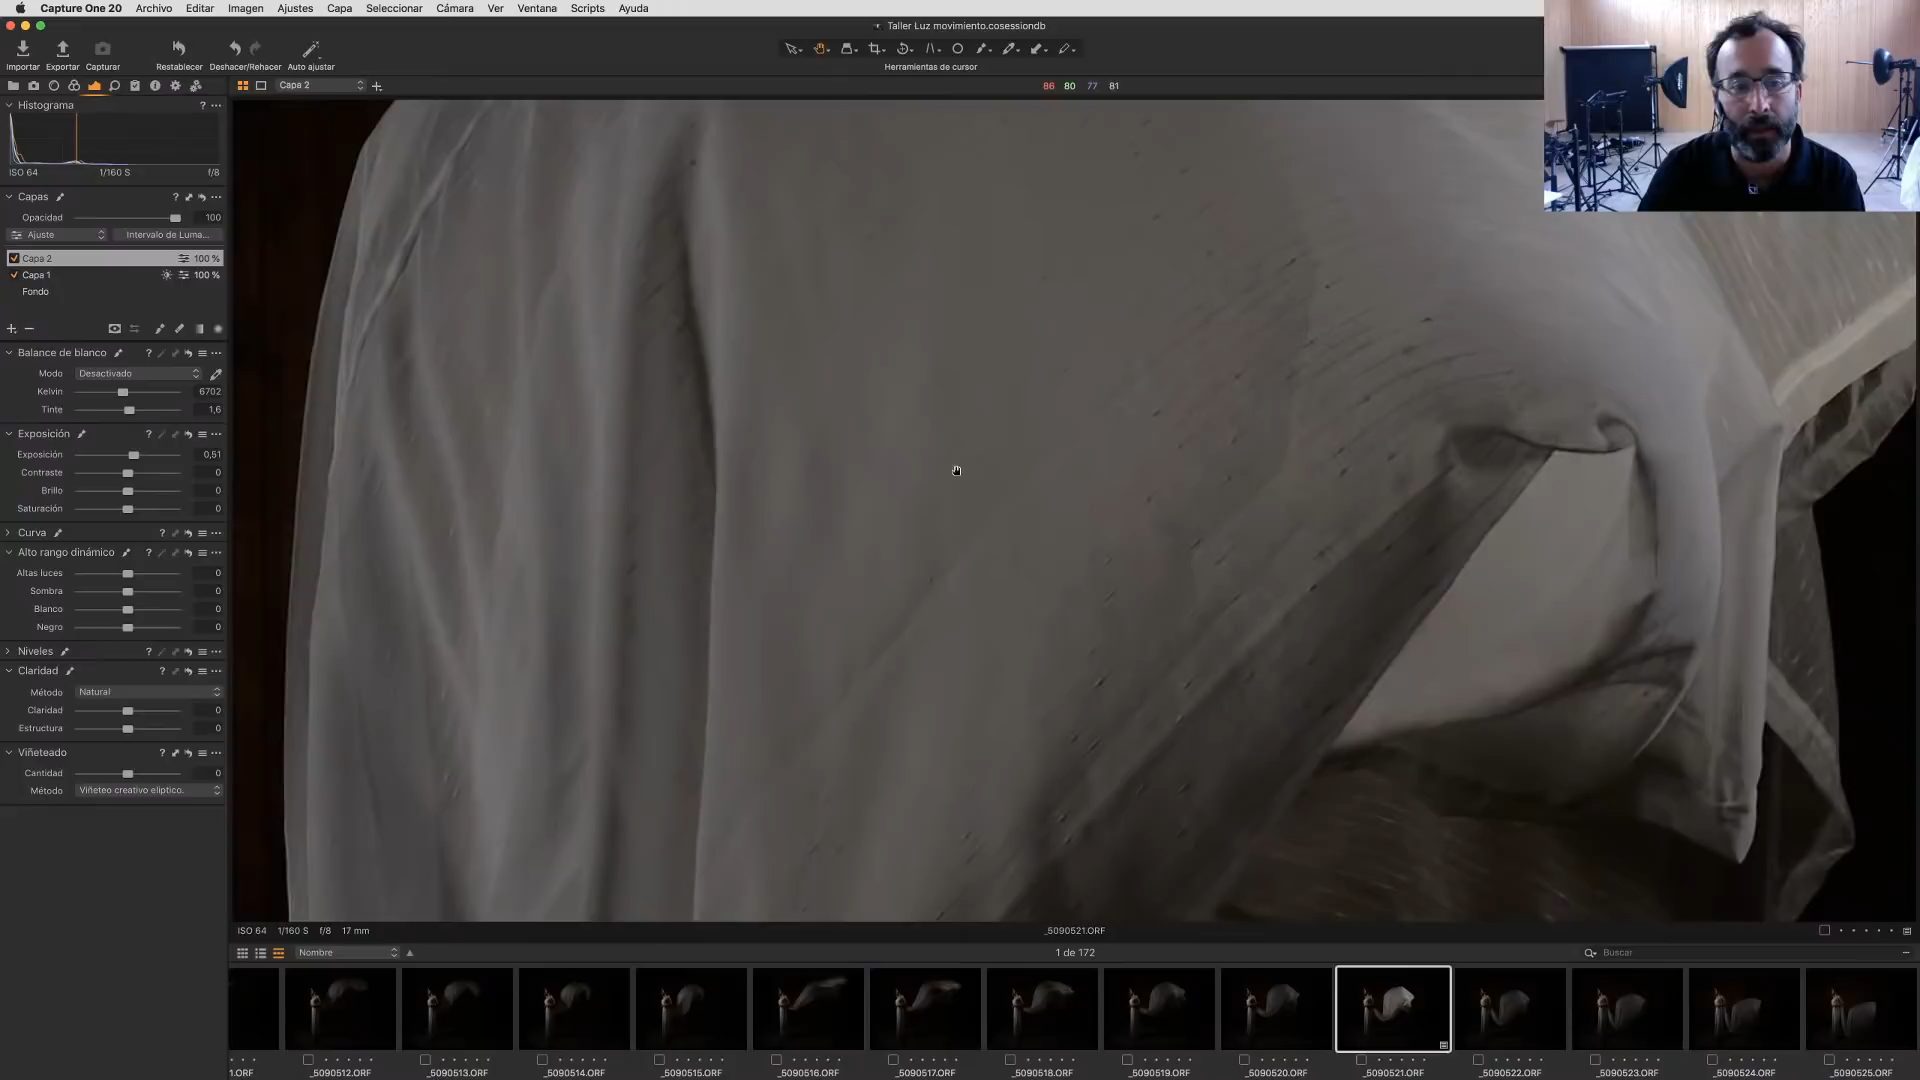 Capture One 20 Archivo Editar Imagen Ajustes Capa Seleccionar Cámara Ver Ventana Scripts Ayuda
Taller Luz movimiento.cosessiondb
Importar Exportar Capturar Restablecer Deshacer/Rehacer Auto ajustar
Herramientas de cursor
Capa 2
86 80 77 81
Histograma
ISO 64 1/160 S f/8
Capas
Opacidad 100
Ajuste Intervalo de Luma...
Capa 2 100 %
Capa 1 100 %
Fondo
Balance de blanco
Modo Desactivado
Kelvin 6702
Tinte 1,6
Exposición
Exposición 0,51
Contraste 0
Brillo 0
Saturación 0
Curva
Alto rango dinámico
Altas luces 0
Sombra 0
Blanco 0
Negro 0
Niveles
Claridad
Método Natural
Claridad 0
Estructura 0
Viñeteado
Cantidad 0
Método Viñeteo creativo elíptico.
ISO 64 1/160 S f/8 17 mm
_5090521.ORF
Nombre
1 de 172
Buscar
1.ORF _5090512.ORF _5090513.ORF _5090514.ORF _5090515.ORF _5090516.ORF _5090517.ORF _5090518.ORF _5090519.ORF _5090520.ORF _5090521.ORF _5090522.ORF _5090523.ORF _5090524.ORF _5090525.ORF